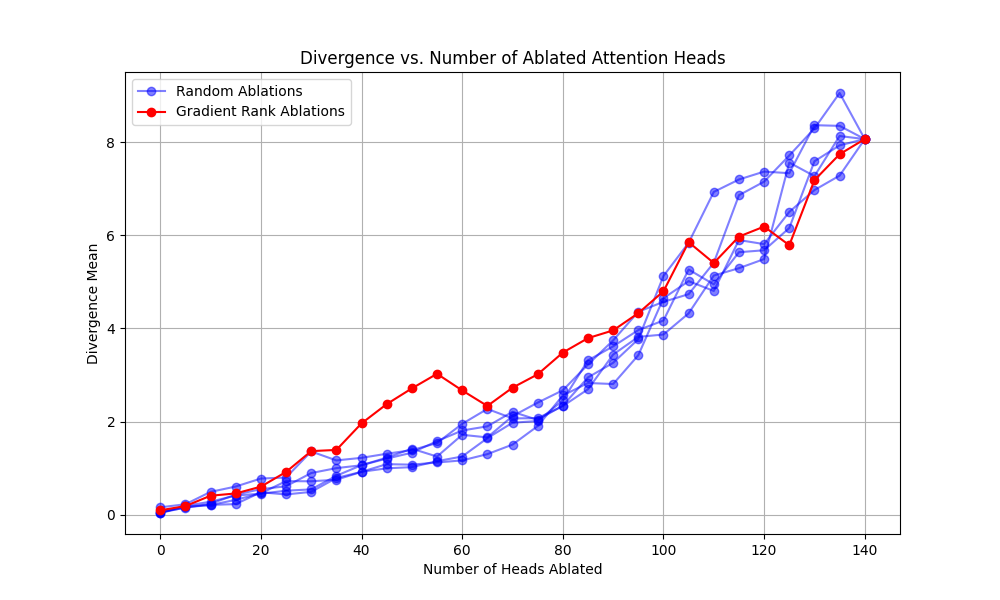 Divergence vs. Number of Ablated Attention Heads
Random Ablations
Gradient Rank Ablations
Divergence Mean
8
6
4
2
0
0 20 40 60 80 100 120 140
Number of Heads Ablated